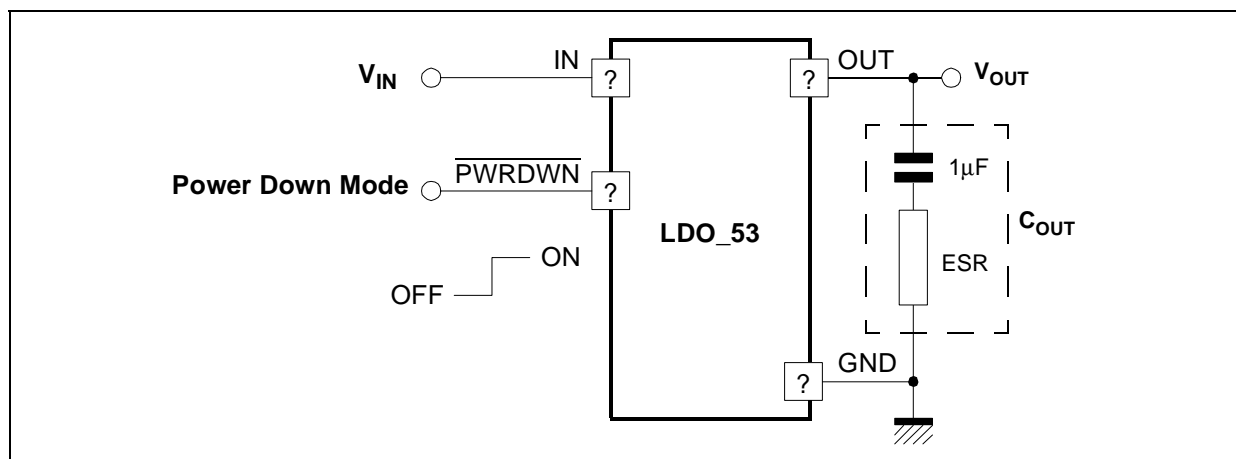 IN
?
V_IN
OUT
?
V_OUT
1µF
Power Down Mode
PWRDWN
?
LDO_53
C_OUT
ESR
ON
OFF
GND
?